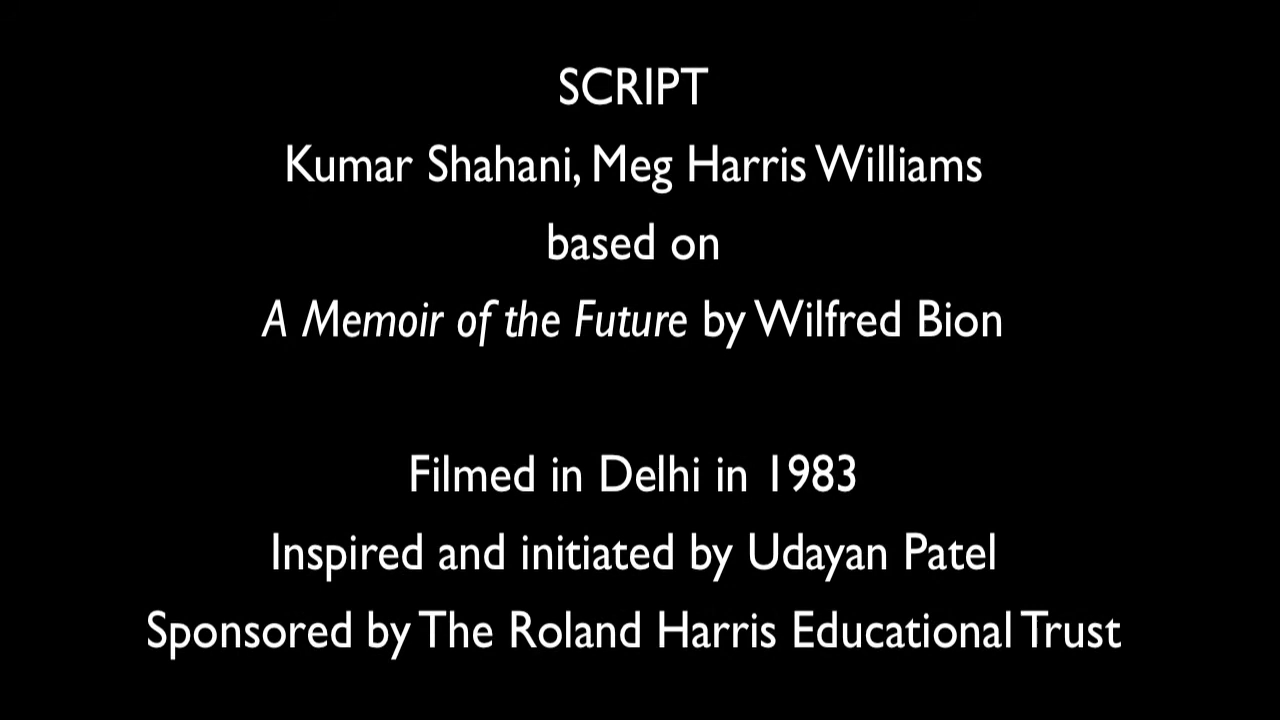 SCRIPT
Kumar Shahani, Meg Harris Williams
based on
A Memoir of the Future by Wilfred Bion
Filmed in Delhi in 1983
Inspired and initiated by Udayan Patel
Sponsored by The Roland Harris Educational Trust